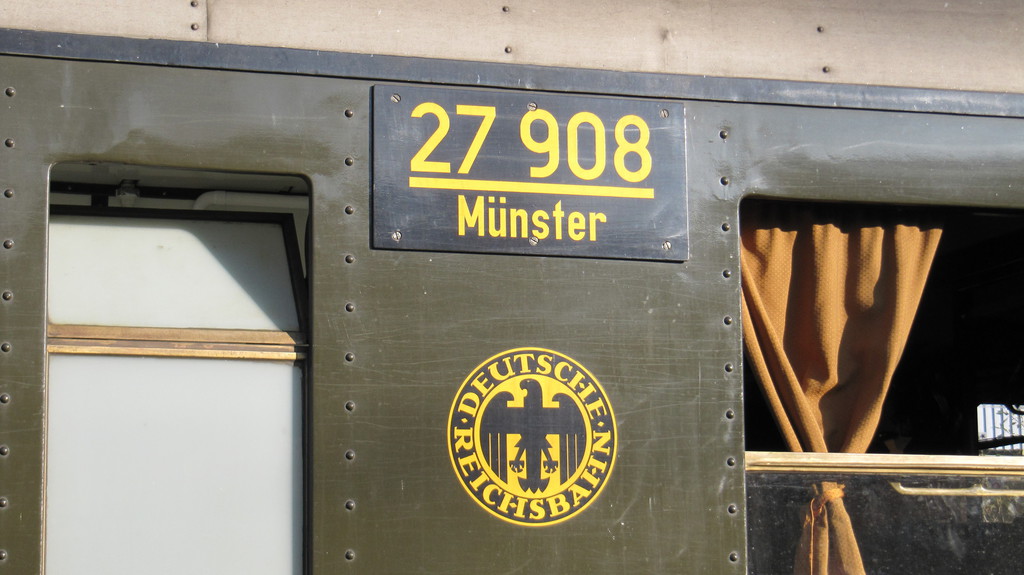 27 908
Münster
DEUTSCHE
REICHSBAHN